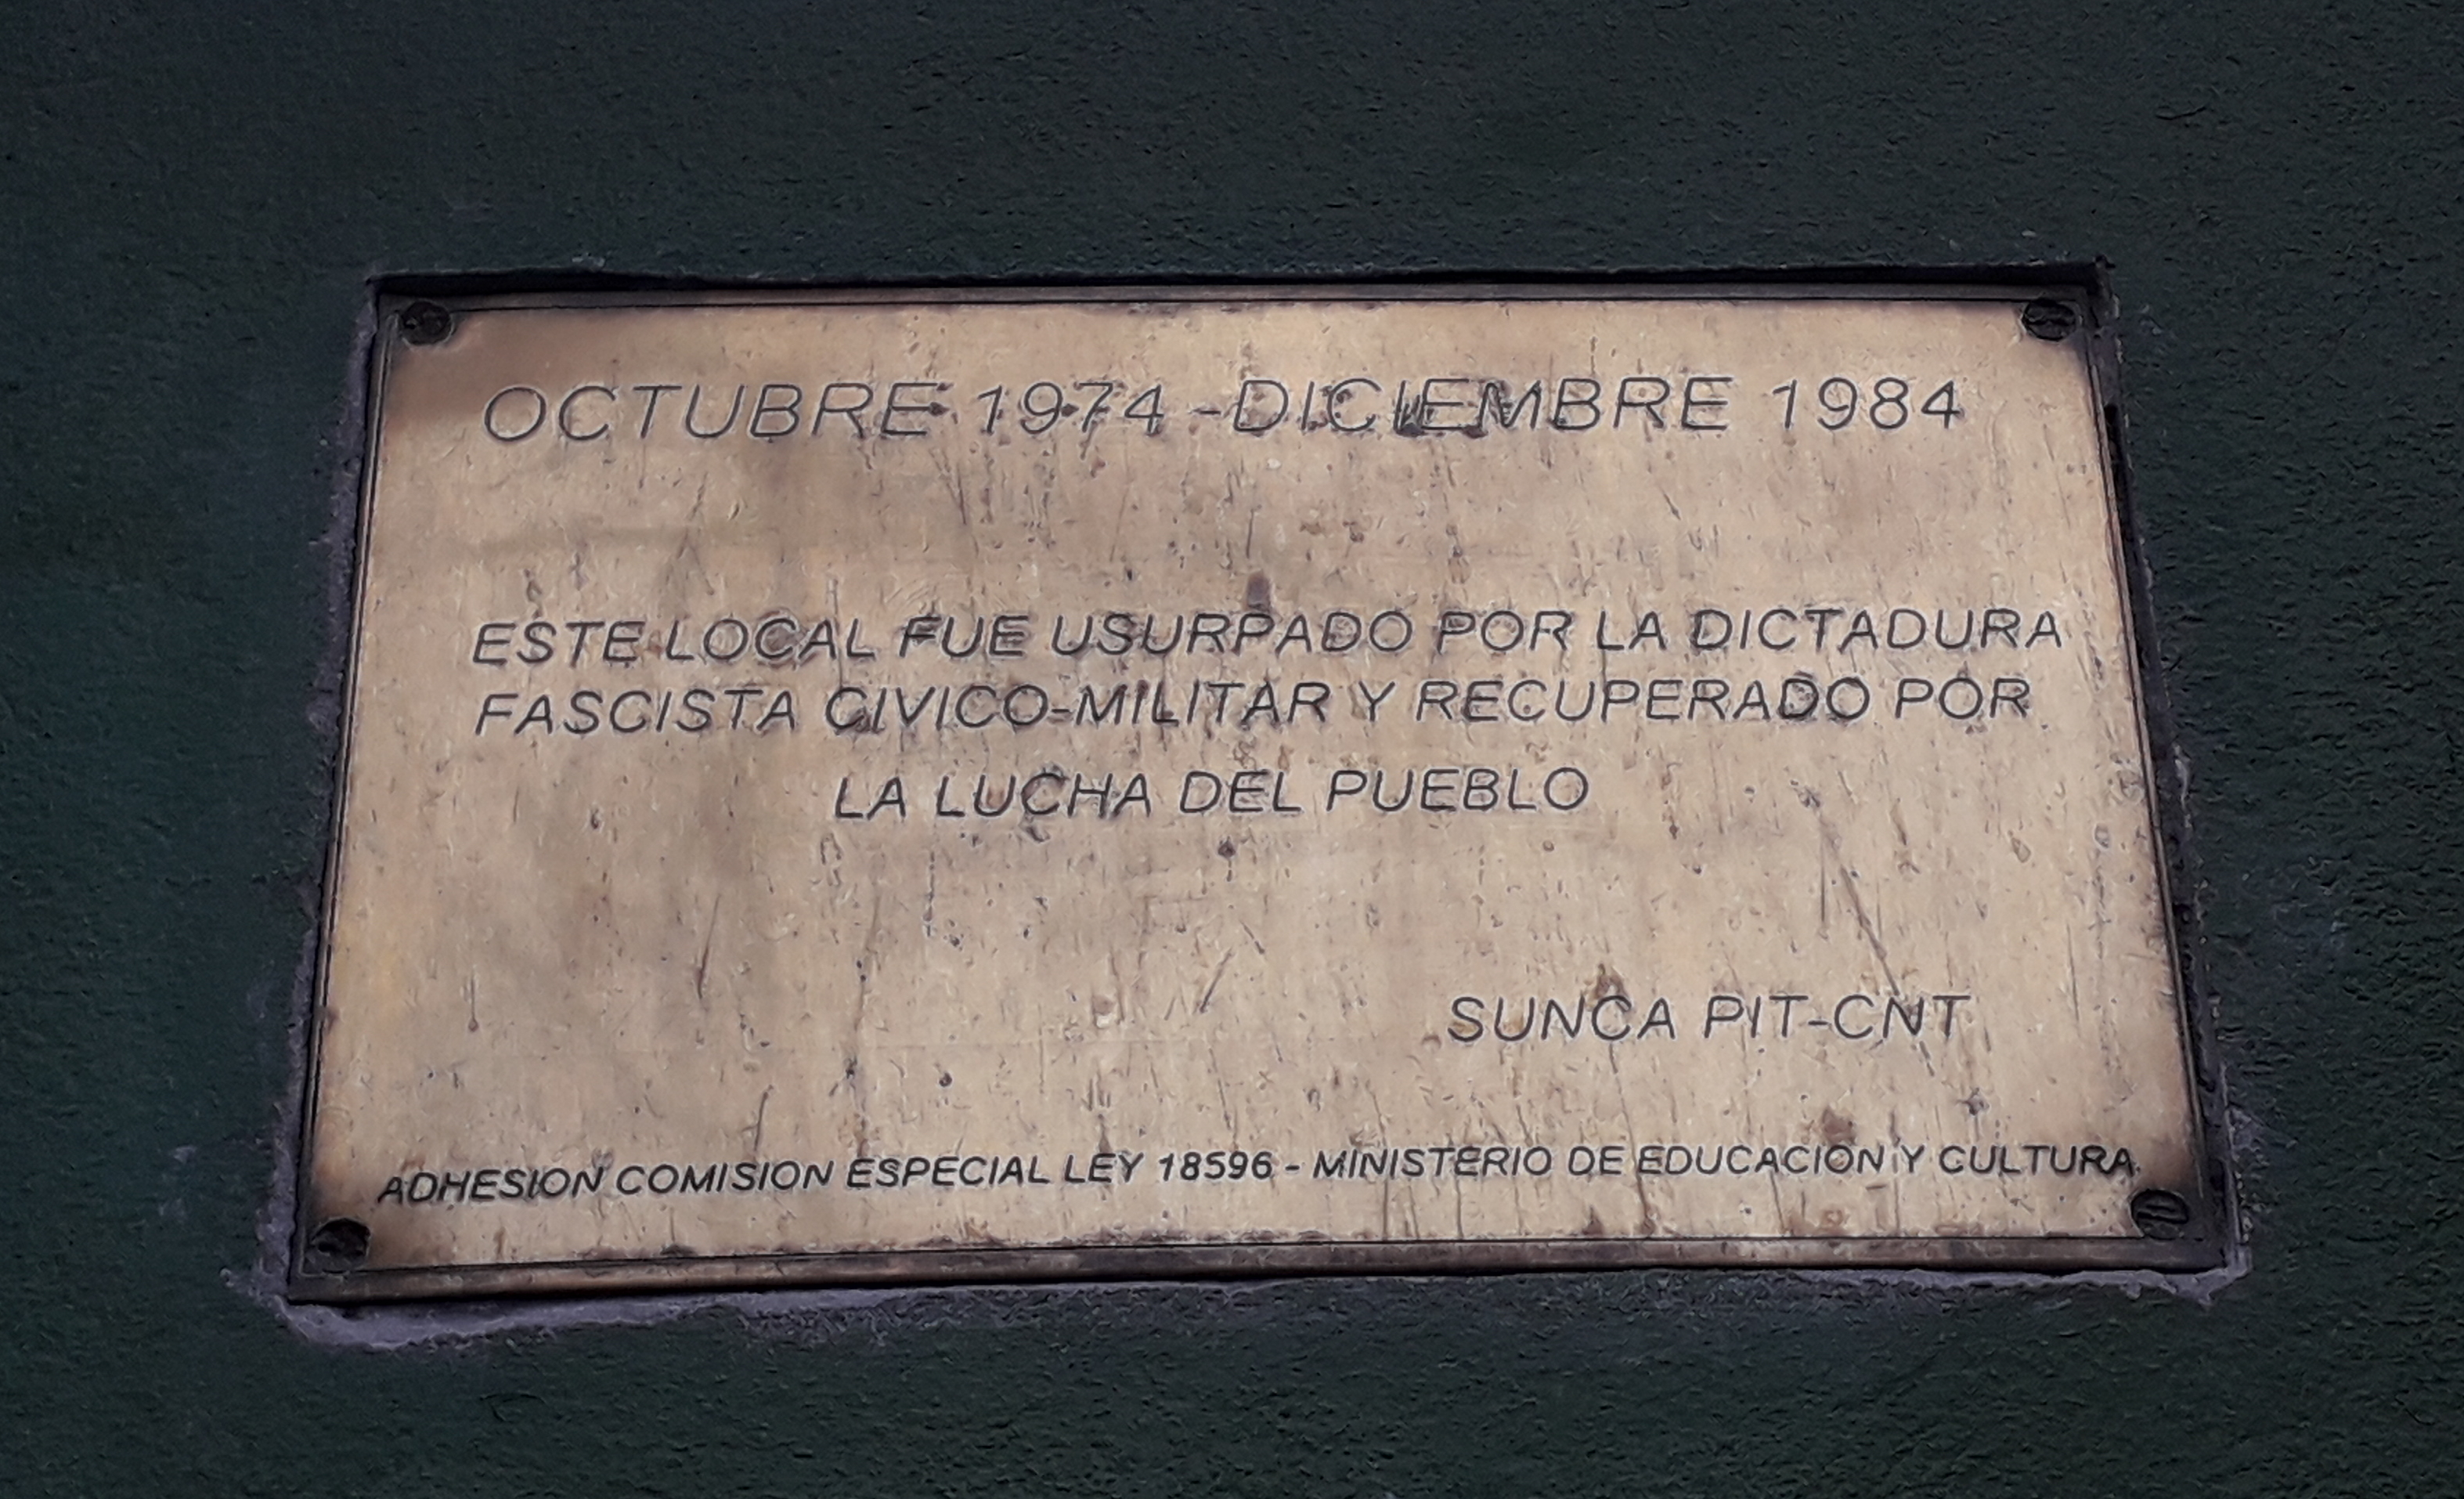 OCTUBRE 1974 -DICIEMBRE 1984
ESTE LOCAL FUE USURPADO POR LA DICTADURA
FASCISTA CIVICO-MILITAR Y RECUPERADO POR
LA LUCHA DEL PUEBLO
SUNCA PIT-CNT
ADHESION COMISION ESPECIAL LEY 18596 - MINISTERIO DE EDUCACION Y CULTURA